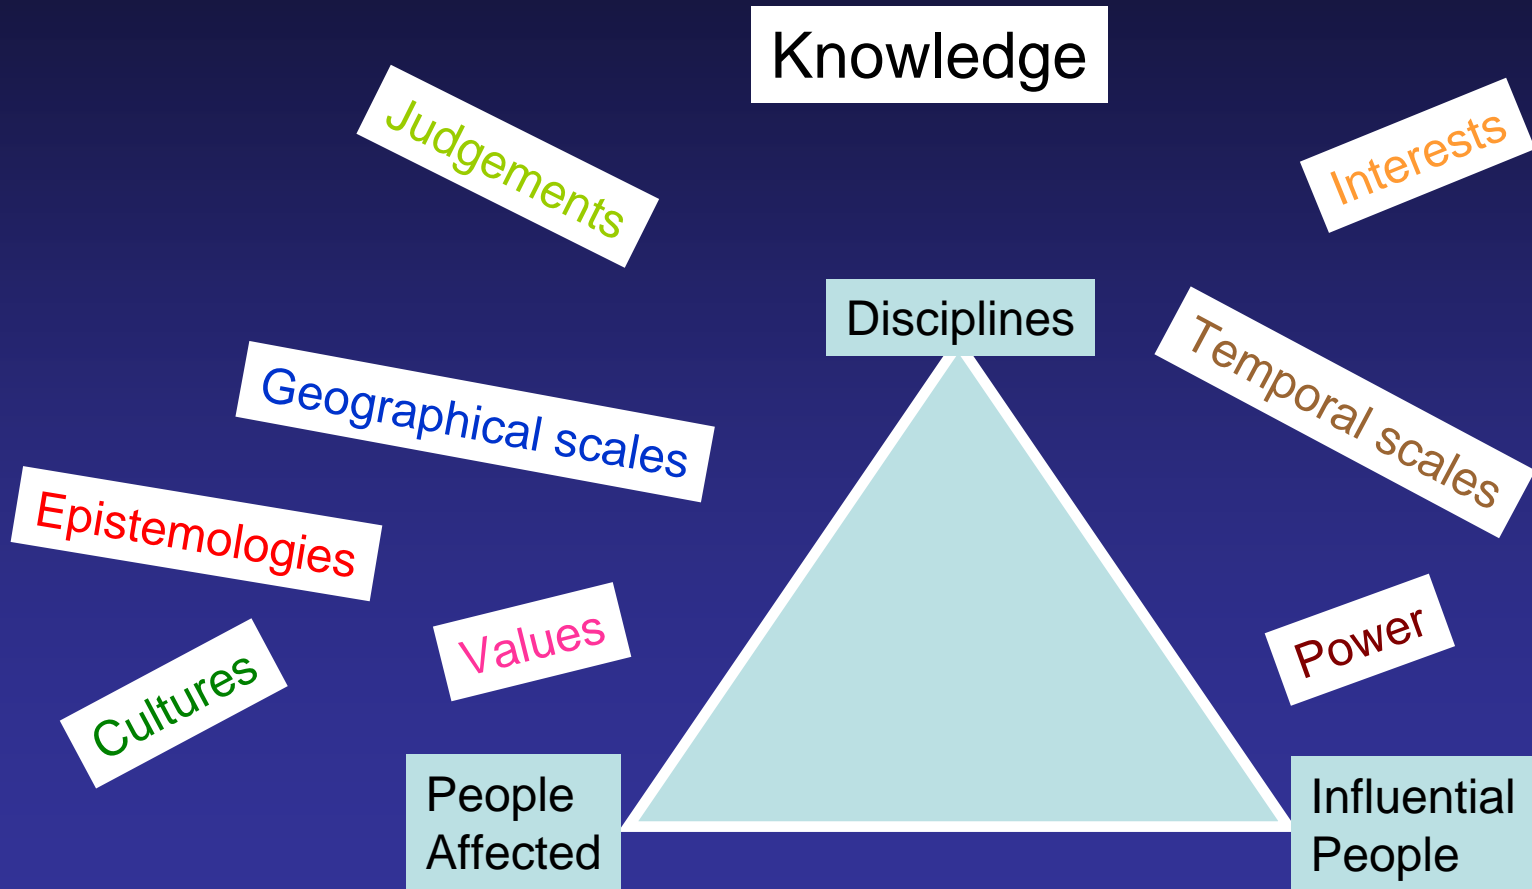 Knowledge
Judgements
Interests
Disciplines
Temporal scales
Geographical scales
Epistemologies
Values
Power
Cultures
People
Affected
Influential
People